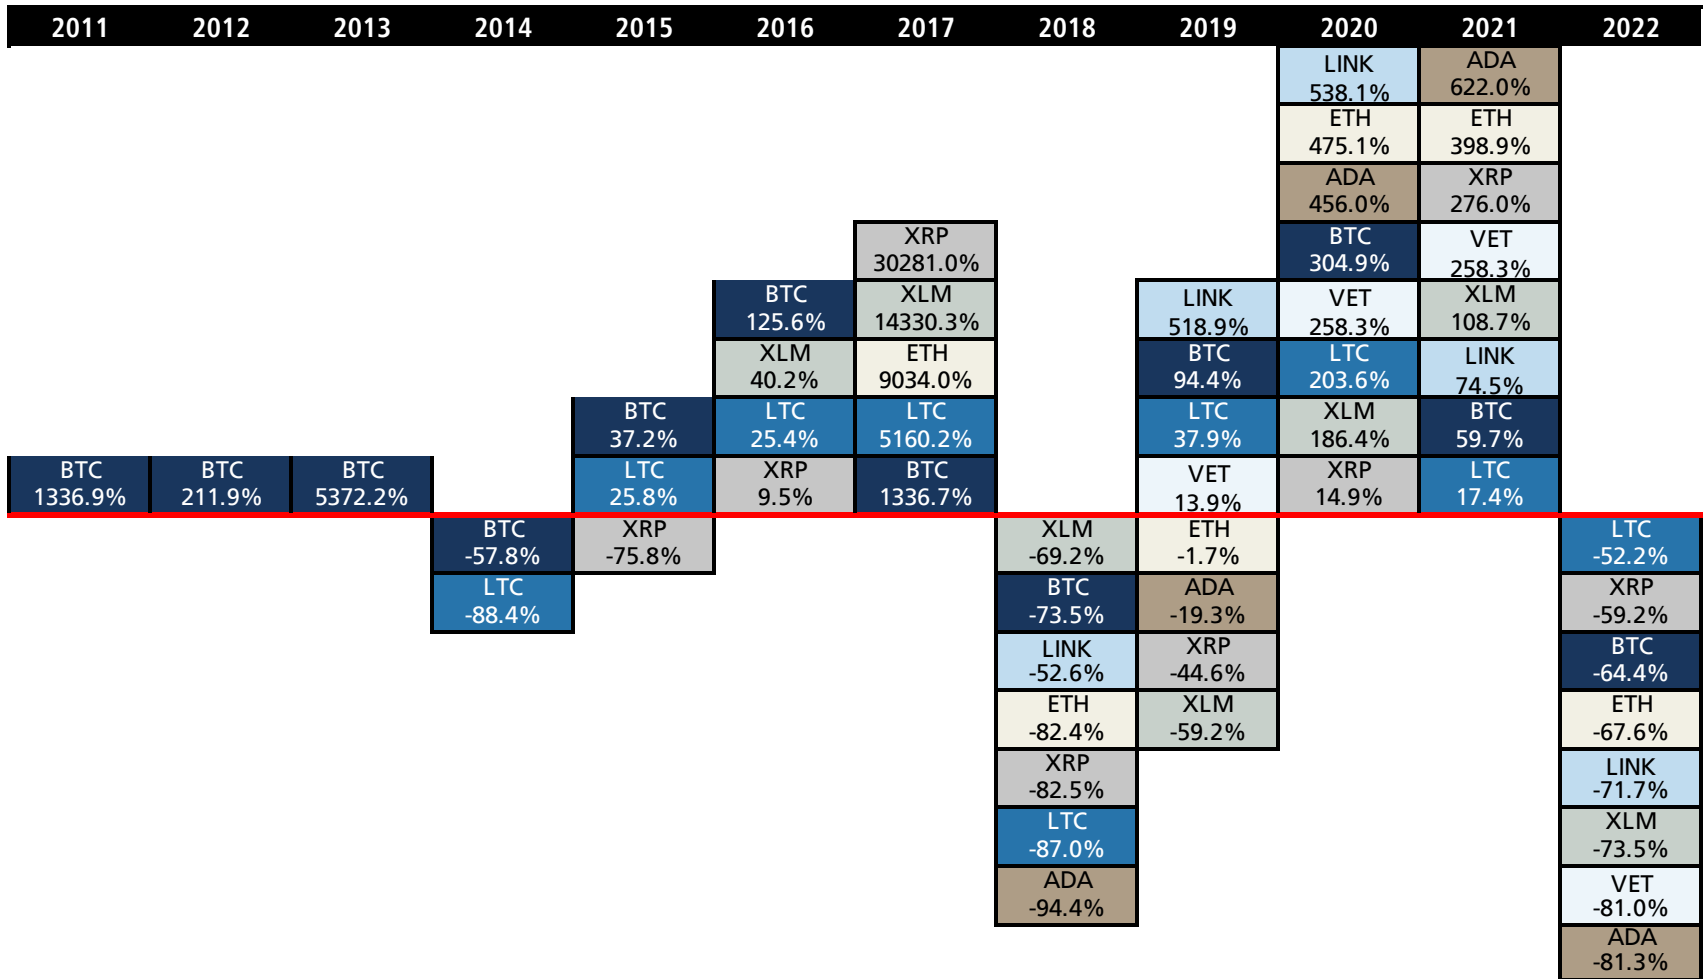 2011 2012 2013 2014 2015 2016 2017 2018 2019 2020 2021 2022
LINK ADA
538.1% 622.0%
ETH ETH
475.1% 398.9%
ADA XRP
456.0% 276.0%
XRP BTC VET
30281.0% 304.9% 258.3%
BTC XLM LINK VET XLM
125.6% 14330.3% 518.9% 258.3% 108.7%
XLM ETH BTC LTC LINK
40.2% 9034.0% 94.4% 203.6% 74.5%
BTC LTC LTC LTC XLM BTC
37.2% 25.4% 5160.2% 37.9% 186.4% 59.7%
BTC BTC BTC LTC XRP BTC VET XRP LTC
1336.9% 211.9% 5372.2% 25.8% 9.5% 1336.7% 13.9% 14.9% 17.4%
BTC XRP XLM ETH LTC
-57.8% -75.8% -69.2% -1.7% -52.2%
LTC BTC ADA XRP
-88.4% -73.5% -19.3% -59.2%
LINK XRP BTC
-52.6% -44.6% -64.4%
ETH XLM ETH
-82.4% -59.2% -67.6%
XRP LINK
-82.5% -71.7%
LTC XLM
-87.0% -73.5%
ADA VET
-94.4% -81.0%
ADA
-81.3%